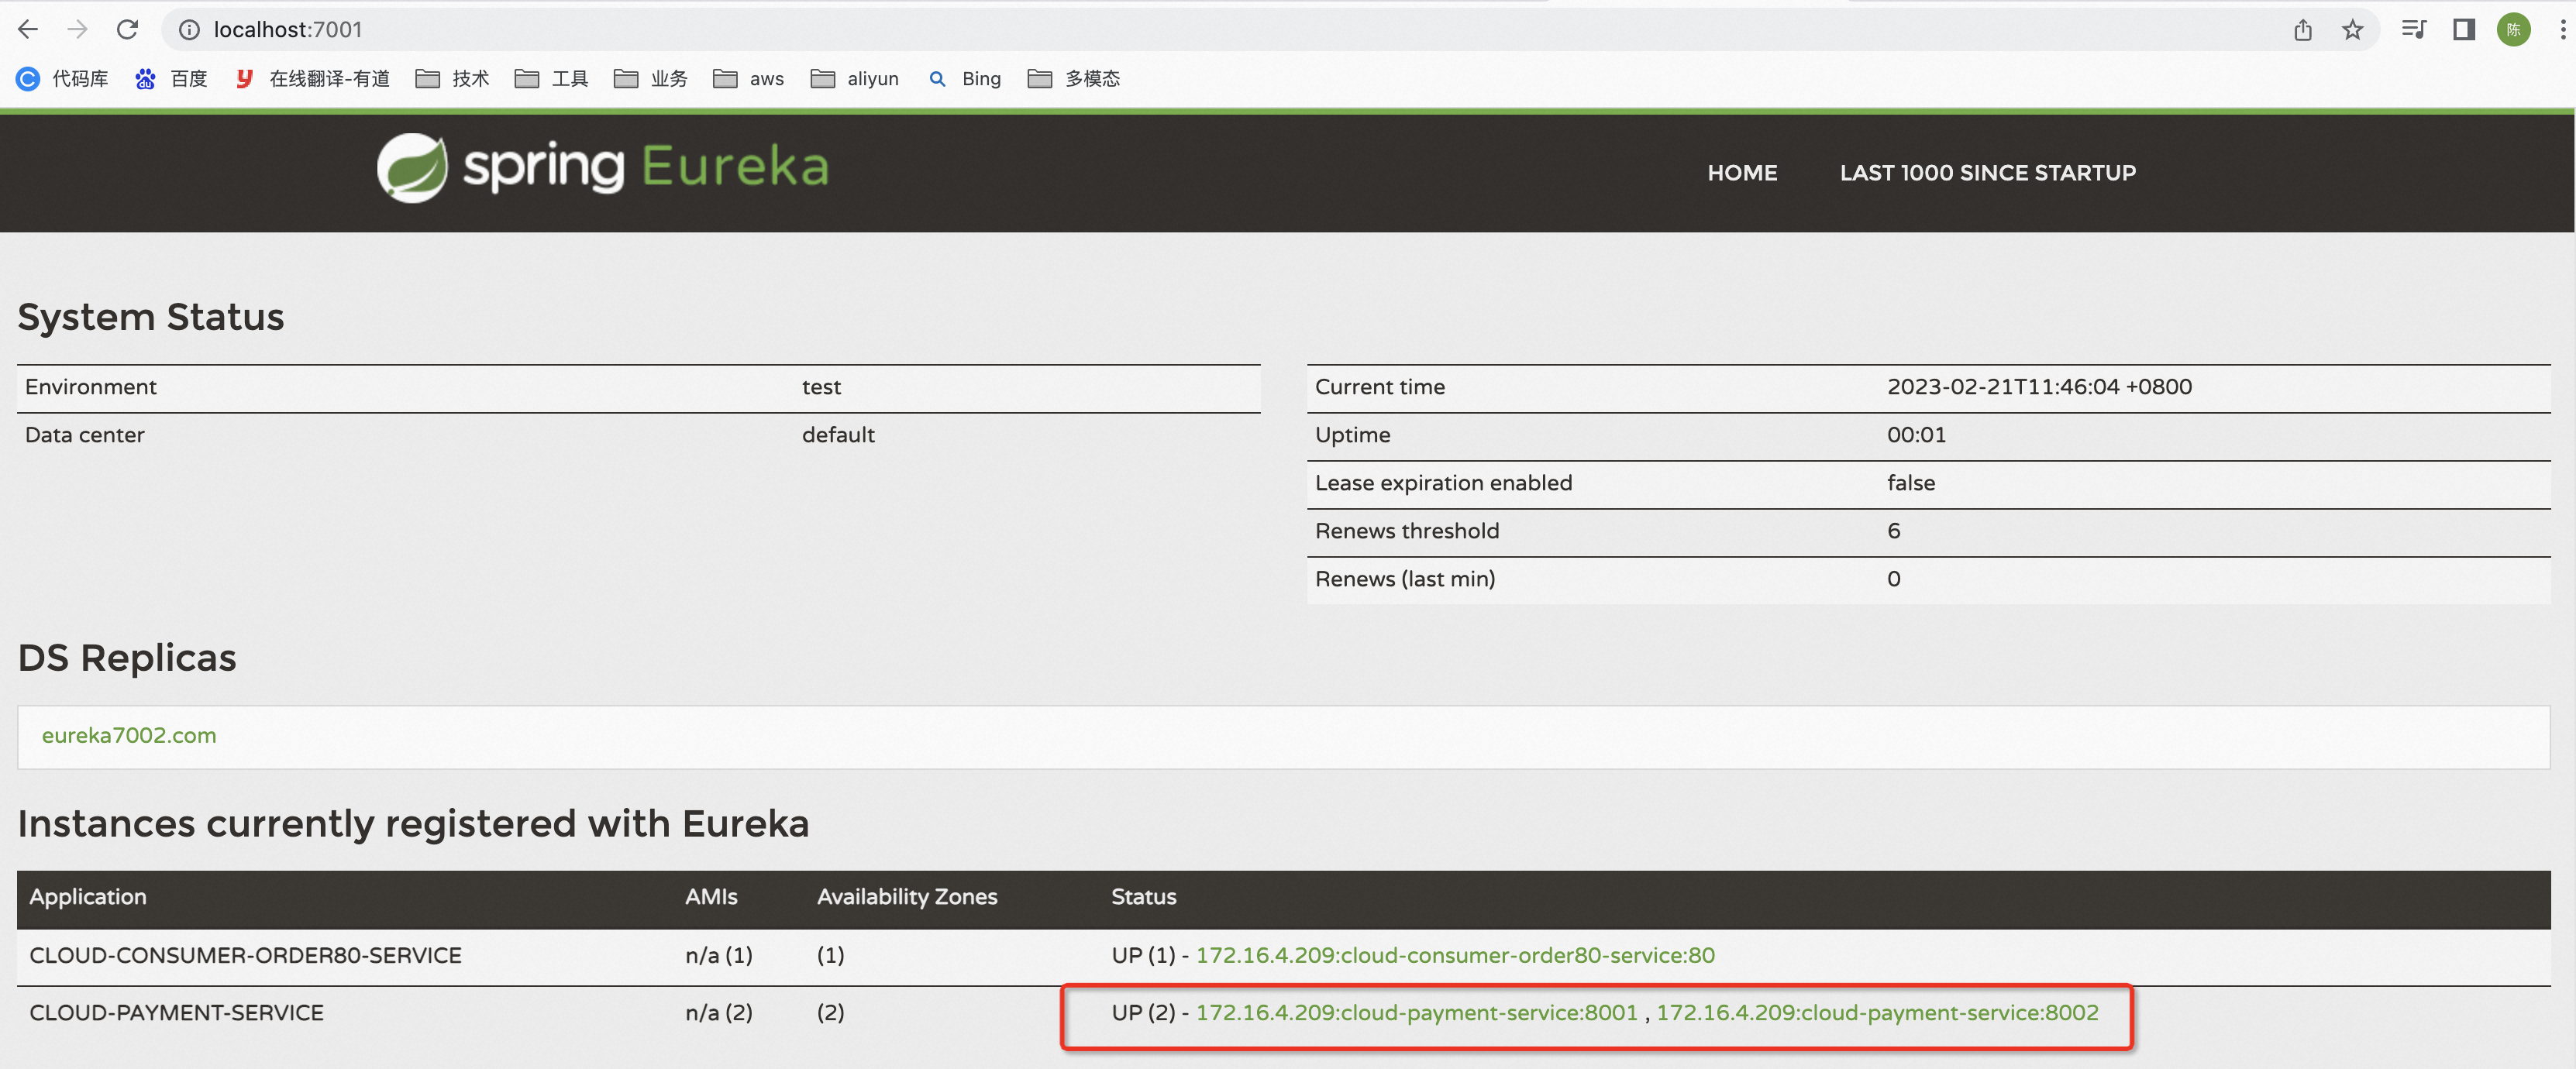 localhost:7001
陈
代码库 百度 在线翻译-有道 技术 工具 业务 aws aliyun Bing 多模态
spring Eureka HOME LAST 1000 SINCE STARTUP
System Status
Environment test
Data center default
Current time 2023-02-21T11:46:04 +0800
Uptime 00:01
Lease expiration enabled false
Renews threshold 6
Renews (last min) 0
DS Replicas
eureka7002.com
Instances currently registered with Eureka
Application AMIs Availability Zones Status
CLOUD-CONSUMER-ORDER80-SERVICE n/a (1) (1) UP (1) - 172.16.4.209:cloud-consumer-order80-service:80
CLOUD-PAYMENT-SERVICE n/a (2) (2) UP (2) - 172.16.4.209:cloud-payment-service:8001 , 172.16.4.209:cloud-payment-service:8002